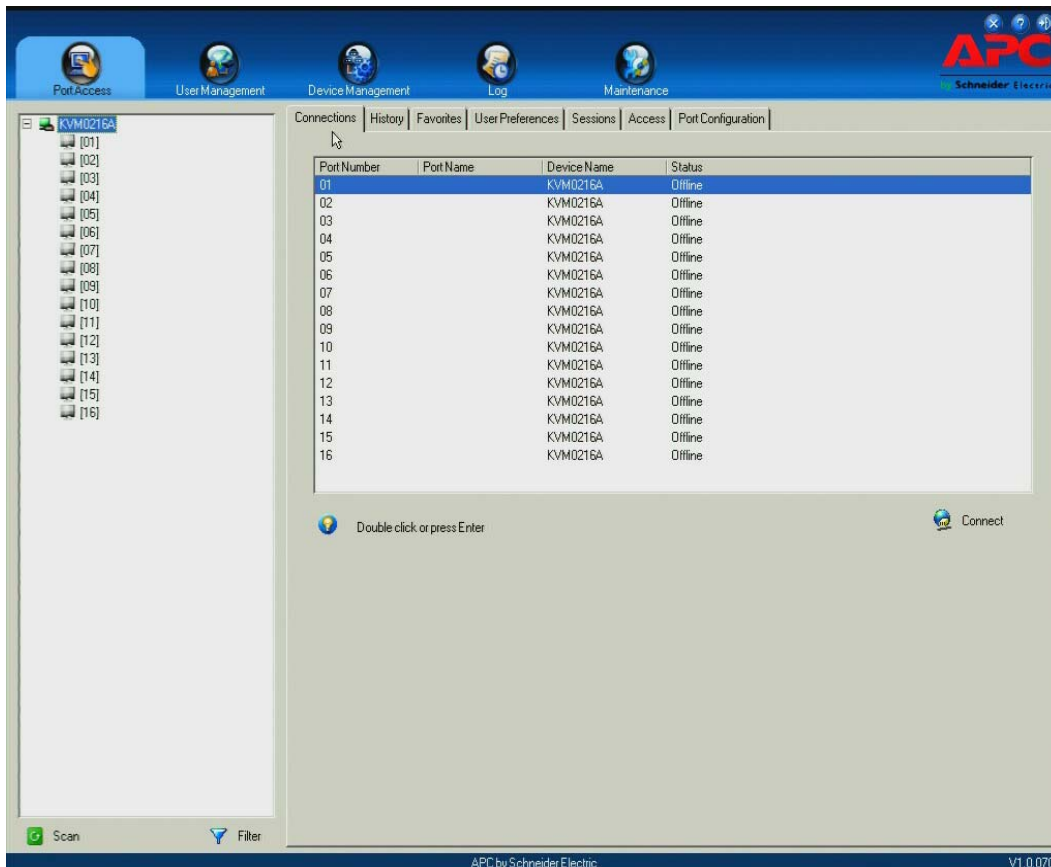 APC
by Schneider Electric
Port Access User Management Device Management Log Maintenance
KVM0216A
[01]
[02]
[03]
[04]
[05]
[06]
[07]
[08]
[09]
[10]
[11]
[12]
[13]
[14]
[15]
[16]
Connections History Favorites User Preferences Sessions Access Port Configuration
Port Number Port Name Device Name Status
01 KVM0216A Offline
02 KVM0216A Offline
03 KVM0216A Offline
04 KVM0216A Offline
05 KVM0216A Offline
06 KVM0216A Offline
07 KVM0216A Offline
08 KVM0216A Offline
09 KVM0216A Offline
10 KVM0216A Offline
11 KVM0216A Offline
12 KVM0216A Offline
13 KVM0216A Offline
14 KVM0216A Offline
15 KVM0216A Offline
16 KVM0216A Offline
Double click or press Enter
Connect
Scan Filter
APC by Schneider Electric